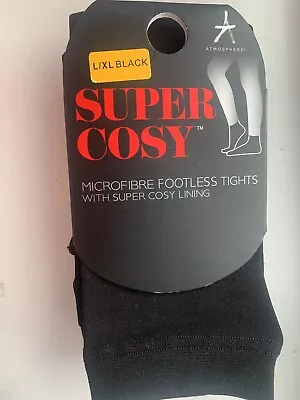 L/XL BLACK
ATMOSPHERE
SUPER
COSY™
MICROFIBRE FOOTLESS TIGHTS
WITH SUPER COSY LINING